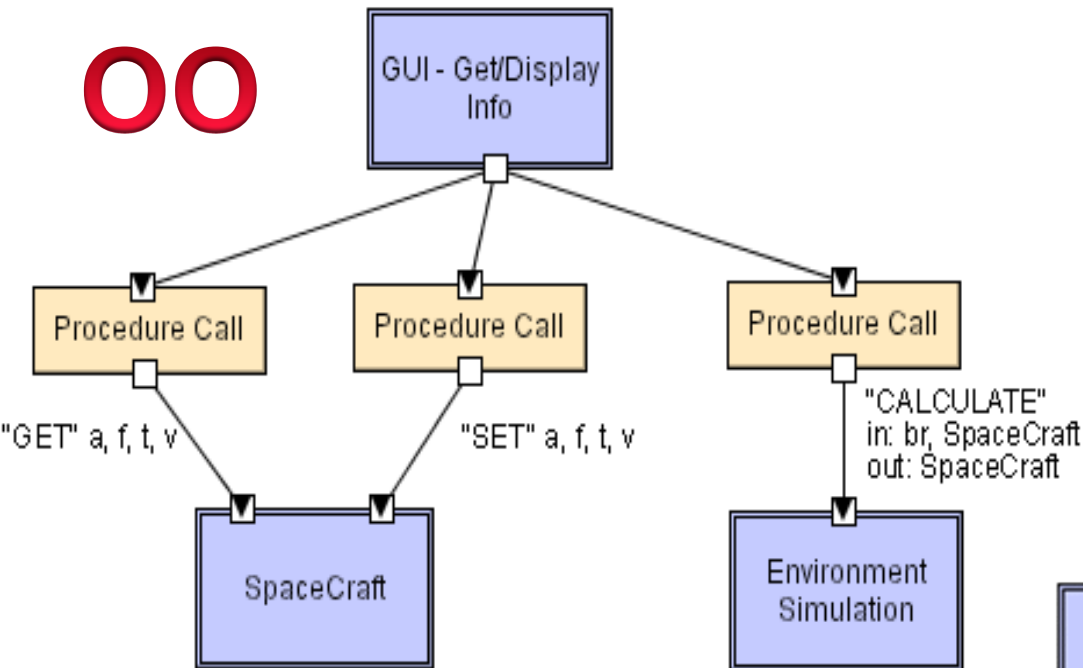 OO
GUI - Get/Display
Info
Procedure Call
Procedure Call
Procedure Call
"GET" a, f, t, v
"SET" a, f, t, v
"CALCULATE"
in: br, SpaceCraft
out: SpaceCraft
SpaceCraft
Environment
Simulation